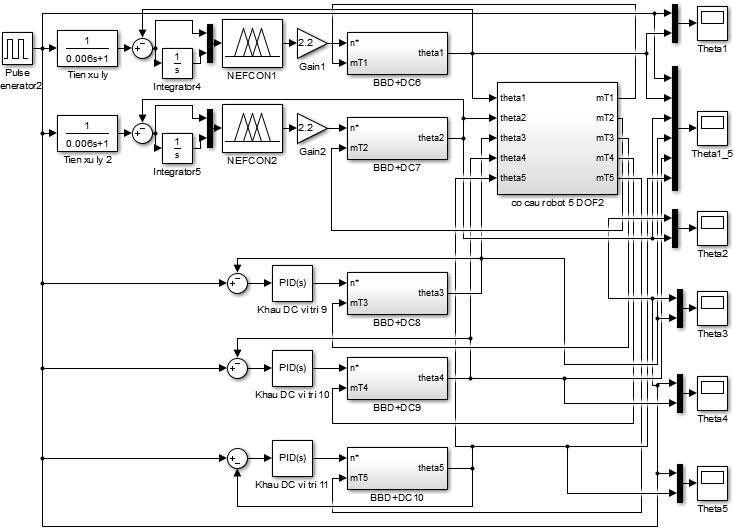 Pulse
enerator2
1
0.006s+1
Tien xu ly
+
-
1
s
Integrator4
NEFCON1
2.2
Gain1
n*
mT1
theta1
BBD+DC6
1
0.006s+1
Tien xu ly 2
+
-
1
s
Integrator5
NEFCON2
2.2
Gain2
n*
mT2
theta2
BBD+DC7
theta1
theta2
theta3
theta4
theta5
mT1
mT2
mT3
mT4
mT5
co cau robot 5 DOF2
Theta1
Theta1_5
Theta2
+
-
PID(s)
Khau DC vi tri 9
n*
mT3
theta3
BBD+DC8
Theta3
+
-
PID(s)
Khau DC vi tri 10
n*
mT4
theta4
BBD+DC9
Theta4
+
-
PID(s)
Khau DC vi tri 11
n*
mT5
theta5
BBD+DC10
Theta5